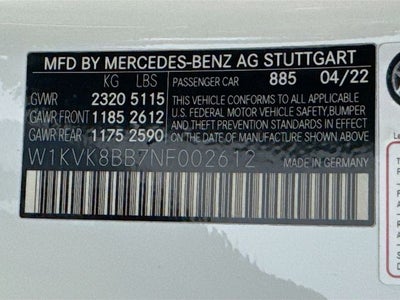 MFD BY MERCEDES-BENZ AG STUTTGART
KG LBS PASSENGER CAR 885 04/22
GVWR 2320 5115 THIS VEHICLE CONFORMS TO ALL APPLICABLE
GAWR FRONT 1185 2612 U.S. FEDERAL MOTOR VEHICLE SAFETY, BUMPER
GAWR REAR 1175 2590 AND THEFT PREVENTION STANDARDS IN EFFECT
ON THE DATE OF MANUFACTURE SHOWN ABOVE.
W1KVK8BB7NF002612 MADE IN GERMANY